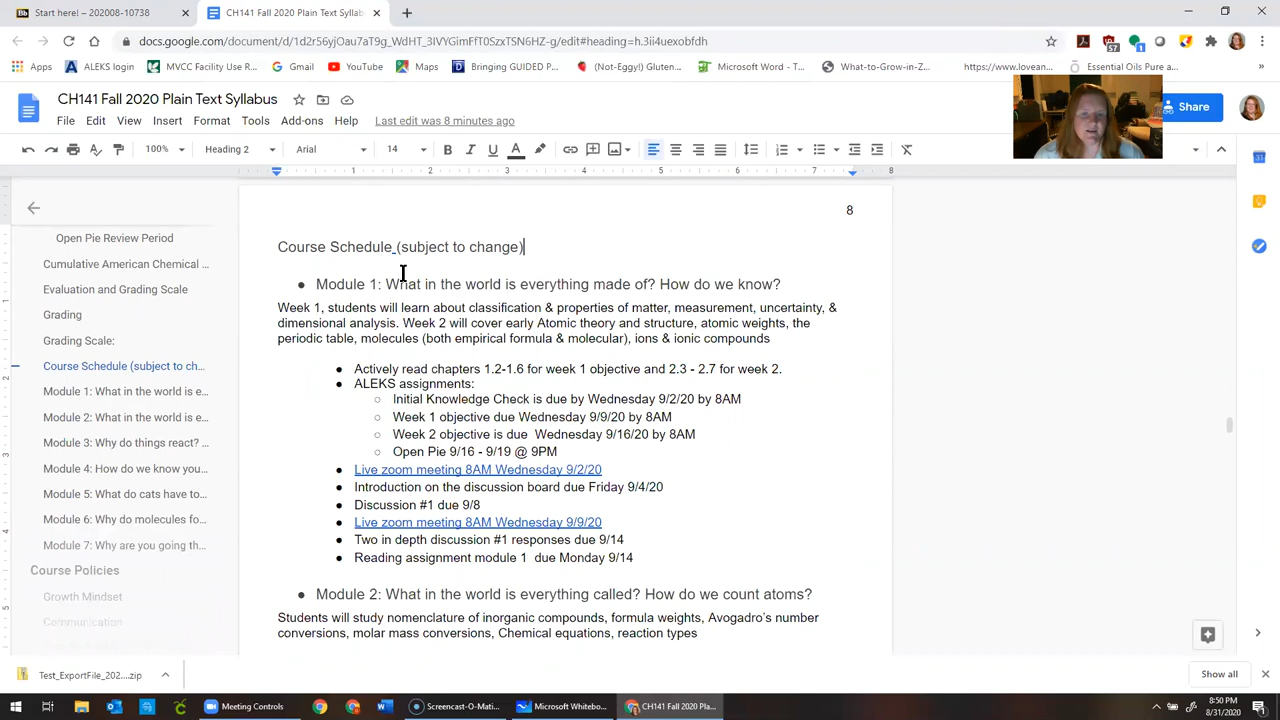 Bb Start here! – 202008-10738 ×
CH141 Fall 2020 Plain Text Syllab ×
docs.google.com/document/d/1d2r56yjOau7aT9g_WdHT_3IVYGimFfT0SzxTSN6HZ-g/edit#heading=h.3ii4uexobfdh
57
1
Apps ALEKS login MVCC Facility Use R... Gmail YouTube Maps Bringing GUIDED P... (Not-Eggy!) Gluten... Microsoft Word - T... What-to-Grow-in-Z... https://www.lovean... Essential Oils Pure a... »
CH141 Fall 2020 Plain Text Syllabus
Share
File Edit View Insert Format Tools Add-ons Help Last edit was 8 minutes ago
100% Heading 2 Arial 14 B I U A
1 2 3 4 5 6 7 8
8
Open Pie Review Period
Cumulative American Chemical ...
Evaluation and Grading Scale
Grading
Grading Scale:
Course Schedule (subject to ch...
Module 1: What in the world is e...
Module 2: What in the world is e...
Module 3: Why do things react? ...
Module 4: How do we know you...
Module 5: What do cats have to...
Module 6: Why do molecules fo...
Module 7: Why are you going th...
Course Policies
Growth Mindset
Communication
Course Schedule (subject to change)
● Module 1: What in the world is everything made of? How do we know?
Week 1, students will learn about classification & properties of matter, measurement, uncertainty, &
dimensional analysis. Week 2 will cover early Atomic theory and structure, atomic weights, the
periodic table, molecules (both empirical formula & molecular), ions & ionic compounds
● Actively read chapters 1.2-1.6 for week 1 objective and 2.3 - 2.7 for week 2.
● ALEKS assignments:
○ Initial Knowledge Check is due by Wednesday 9/2/20 by 8AM
○ Week 1 objective due Wednesday 9/9/20 by 8AM
○ Week 2 objective is due Wednesday 9/16/20 by 8AM
○ Open Pie 9/16 - 9/19 @ 9PM
● Live zoom meeting 8AM Wednesday 9/2/20
● Introduction on the discussion board due Friday 9/4/20
● Discussion #1 due 9/8
● Live zoom meeting 8AM Wednesday 9/9/20
● Two in depth discussion #1 responses due 9/14
● Reading assignment module 1 due Monday 9/14
● Module 2: What in the world is everything called? How do we count atoms?
Students will study nomenclature of inorganic compounds, formula weights, Avogadro's number
conversions, molar mass conversions, Chemical equations, reaction types
Test_ExportFile_202....zip
Show all
Meeting Controls
Screencast-O-Mati...
Microsoft Whitebo...
CH141 Fall 2020 Pla...
8:50 PM
8/31/2020